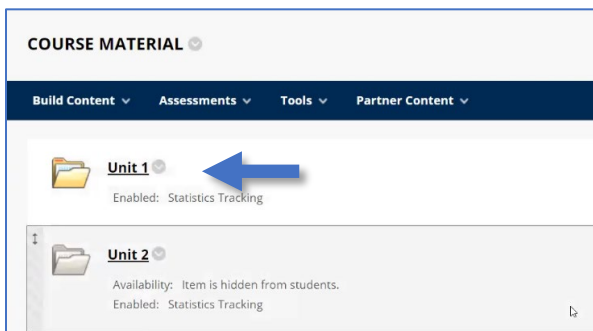 COURSE MATERIAL
Build Content Assessments Tools Partner Content
Unit 1
Enabled: Statistics Tracking
Unit 2
Availability: Item is hidden from students.
Enabled: Statistics Tracking